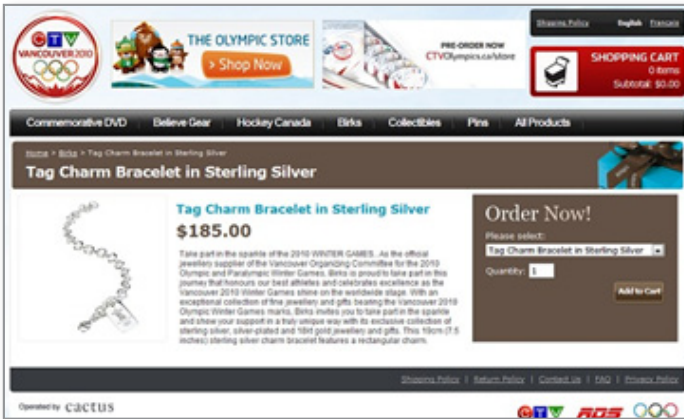 CTV
VANCOUVER 2010
THE OLYMPIC STORE
> Shop Now
PRE-ORDER NOW
CTVOlympics.ca/store
Shipping Policy English Français
SHOPPING CART
0 items
Subtotal: $0.00
Commemorative DVD Believe Gear Hockey Canada Birks Collectibles Pins All Products
Home > Birks > Tag Charm Bracelet in Sterling Silver
Tag Charm Bracelet in Sterling Silver
Tag Charm Bracelet in Sterling Silver
$185.00
Take part in the sparkle of the 2010 WINTER GAMES. As the official
jewellery supplier of the Vancouver Organizing Committee for the 2010
Olympic and Paralympic Winter Games, Birks is proud to take part in this
journey that honours our best athletes and celebrates excellence as the
Vancouver 2010 Winter Games shine on the worldwide stage. With an
exceptional collection of fine jewellery and gifts bearing the Vancouver 2010
Olympic Winter Games marks, Birks invites you to take part in the sparkle
and show your support in a truly unique way with its exclusive collection of
sterling silver, silver-plated and 18kt gold jewellery and gifts. This 19cm (7.5
inches) sterling silver charm bracelet features a rectangular charm.
Order Now!
Please select:
Tag Charm Bracelet in Sterling Silver
Quantity: 1
Add to Cart
Shipping Policy | Return Policy | Contact Us | FAQ | Privacy Policy
Operated by cactus
CTV RDS